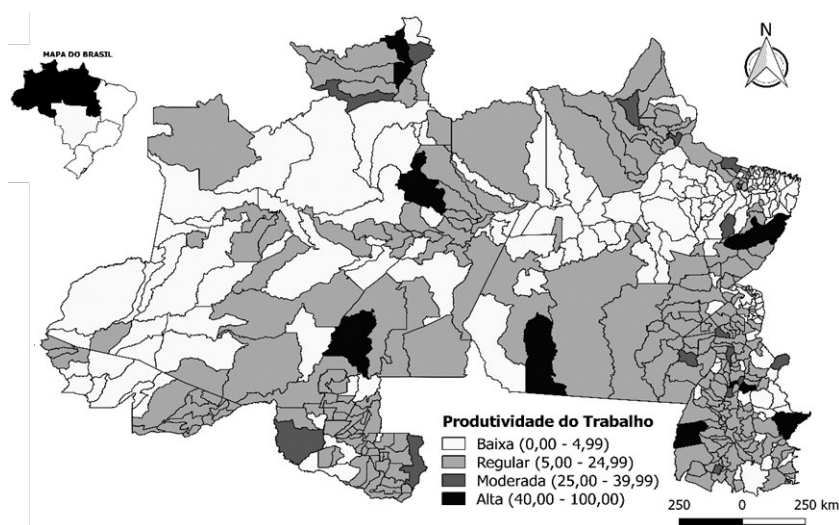 N
MAPA DO BRASIL
Produtividade do Trabalho
Baixa (0,00 - 4,99)
Regular (5,00 - 24,99)
Moderada (25,00 - 39,99)
Alta (40,00 - 100,00)
250 0 250 km